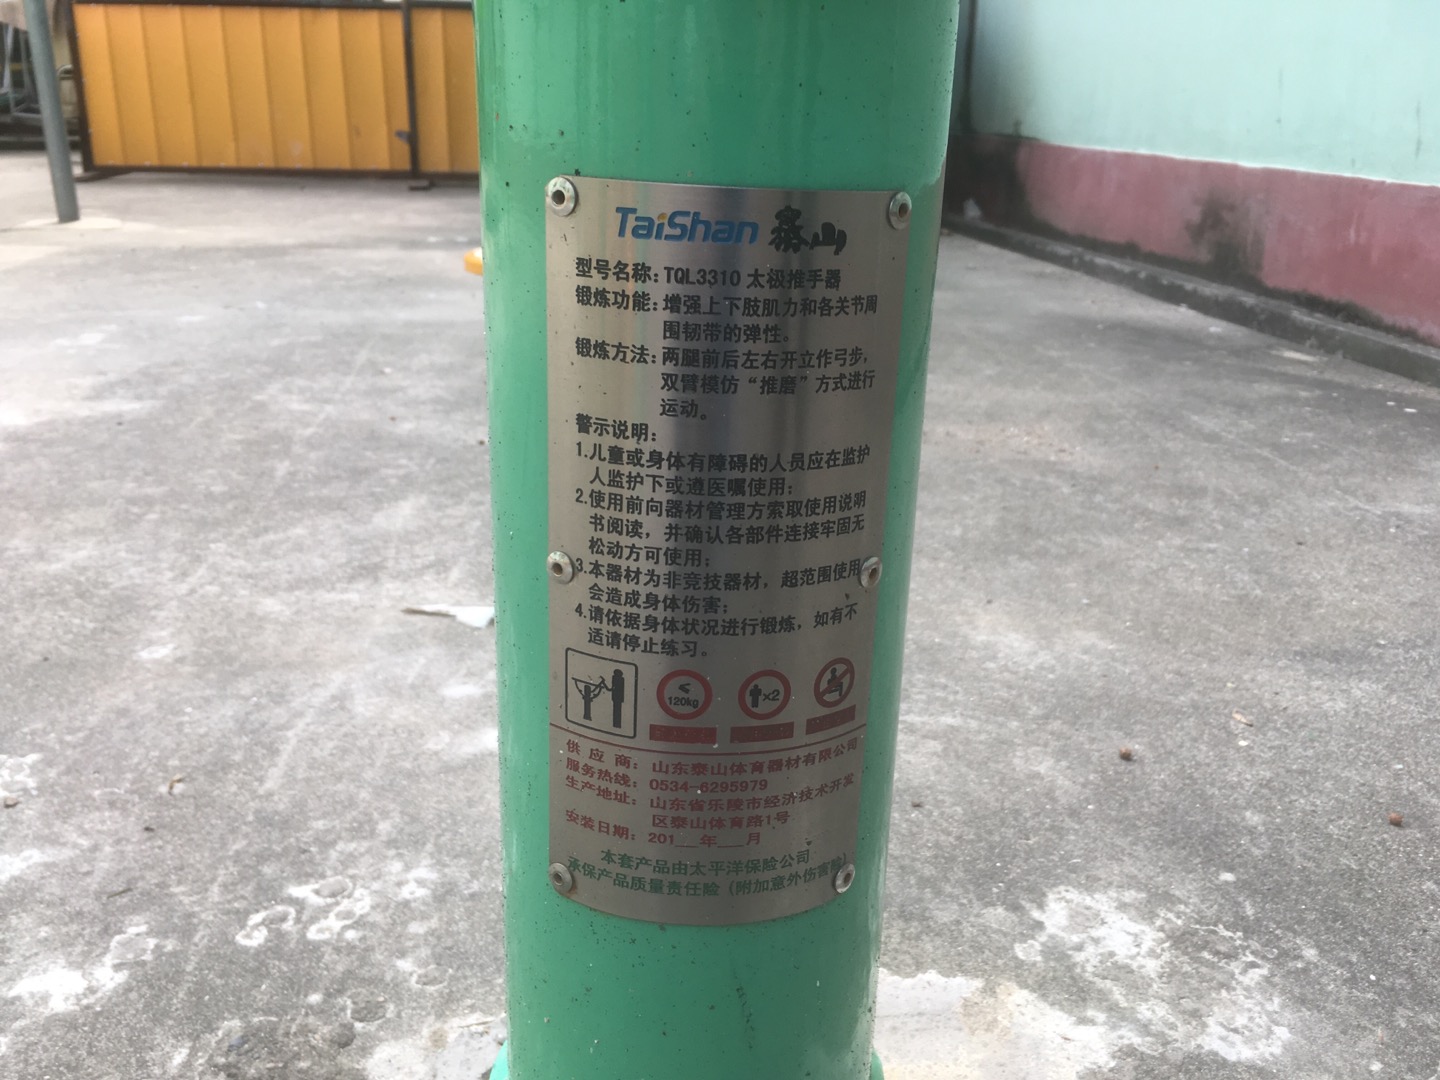 TaiShan 泰山
型号名称：TQL3310 太极推手器
锻炼功能：增强上下肢肌力和各关节周
围韧带的弹性。
锻炼方法：两腿前后左右开立作弓步，
双臂模仿“推磨”方式进行
运动。
警示说明：
1.儿童或身体有障碍的人员应在监护
人监护下或遵医嘱使用；
2.使用前向器材管理方索取使用说明
书阅读，并确认各部件连接牢固无
松动方可使用；
3.本器材为非竞技器材，超范围使用
会造成身体伤害；
4.请依据身体状况进行锻炼，如有不
适请停止练习。
≤
120kg
×2
供应商：山东泰山体育器材有限公司
服务热线：0534-6295979
生产地址：山东省乐陵市经济技术开发
区泰山体育路1号
安装日期：201__年___月
本套产品由太平洋保险公司
承保产品质量责任险（附加意外伤害险）